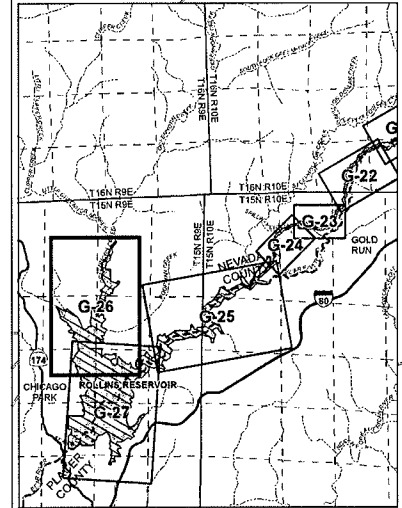 T16N R9E
T16N R10E
G
G-22
T16N R9E
T15N R9E
T16N R10E
T15N R10E
G-23
T15N R9E
T15N R10E
NEVADA
COUNTY
G-24
GOLD
RUN
G-26
G-25
80
174
CHICAGO
PARK
ROLLINS RESERVOIR
G-27
PLACER
COUNTY